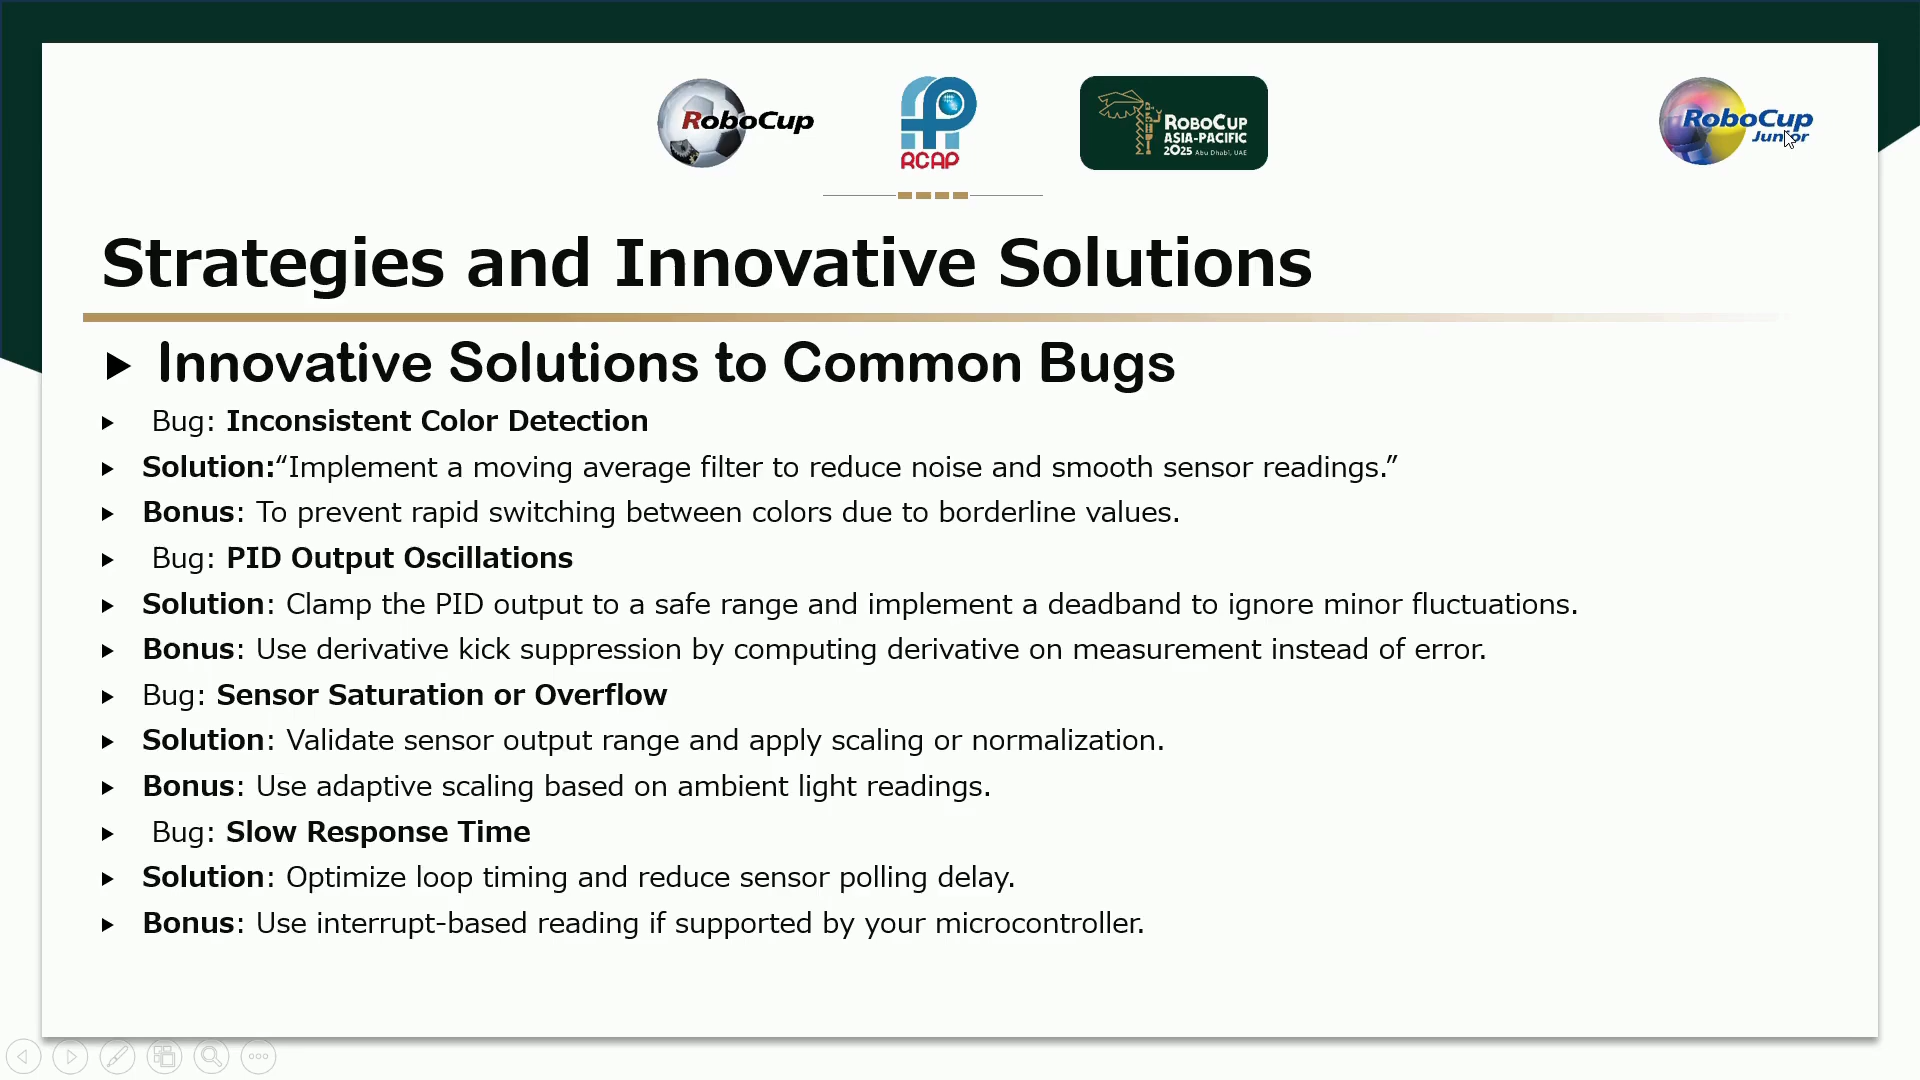 RoboCup
RCAP
RoboCup
Asia-Pacific
2025 Abu Dhabi, UAE
RoboCup
Junior
Strategies and Innovative Solutions
Innovative Solutions to Common Bugs
Bug: Inconsistent Color Detection
Solution:“Implement a moving average filter to reduce noise and smooth sensor readings.”
Bonus: To prevent rapid switching between colors due to borderline values.
Bug: PID Output Oscillations
Solution: Clamp the PID output to a safe range and implement a deadband to ignore minor fluctuations.
Bonus: Use derivative kick suppression by computing derivative on measurement instead of error.
Bug: Sensor Saturation or Overflow
Solution: Validate sensor output range and apply scaling or normalization.
Bonus: Use adaptive scaling based on ambient light readings.
Bug: Slow Response Time
Solution: Optimize loop timing and reduce sensor polling delay.
Bonus: Use interrupt-based reading if supported by your microcontroller.